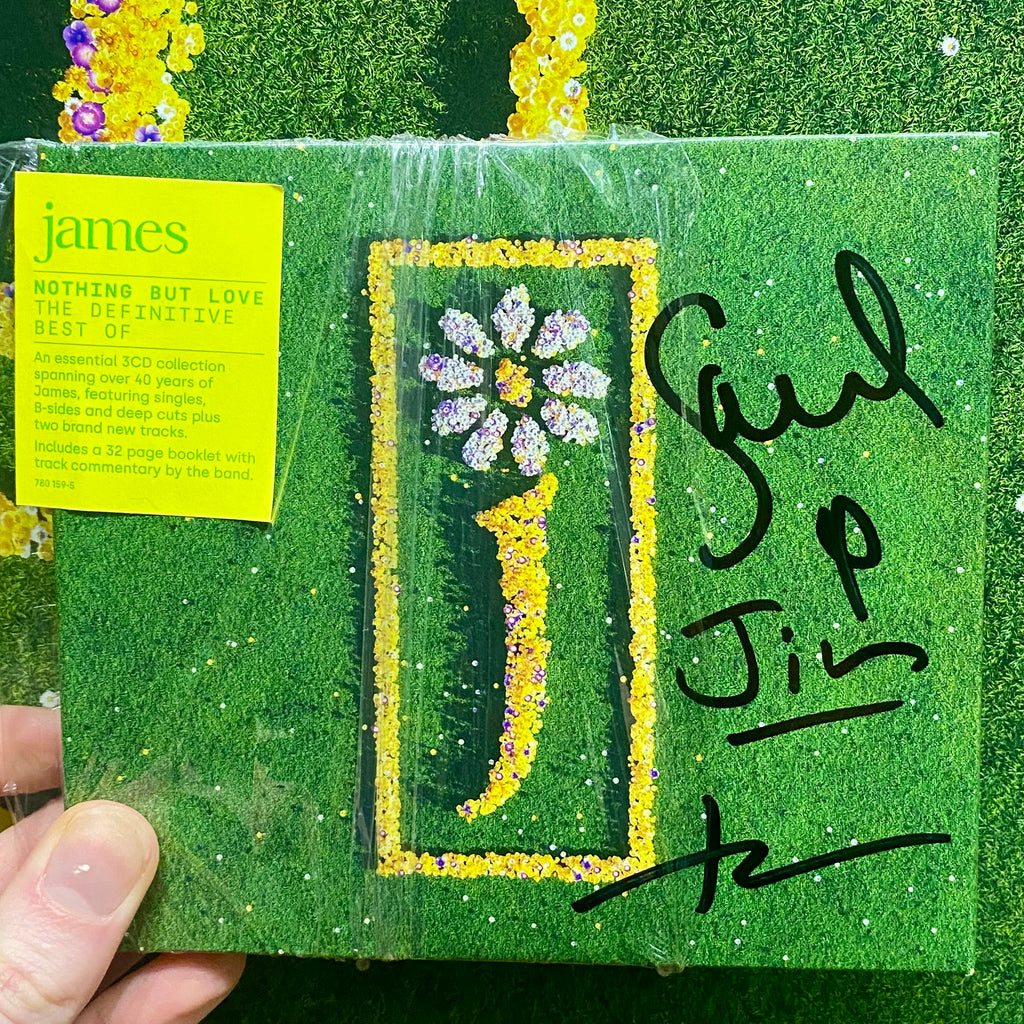 james
NOTHING BUT LOVE
THE DEFINITIVE
BEST OF
An essential 3CD collection
spanning over 40 years of
James, featuring singles,
B-sides and deep cuts plus
two brand new tracks.
Includes a 32 page booklet with
track commentary by the band.
780 159-5
j
Saul
Jim